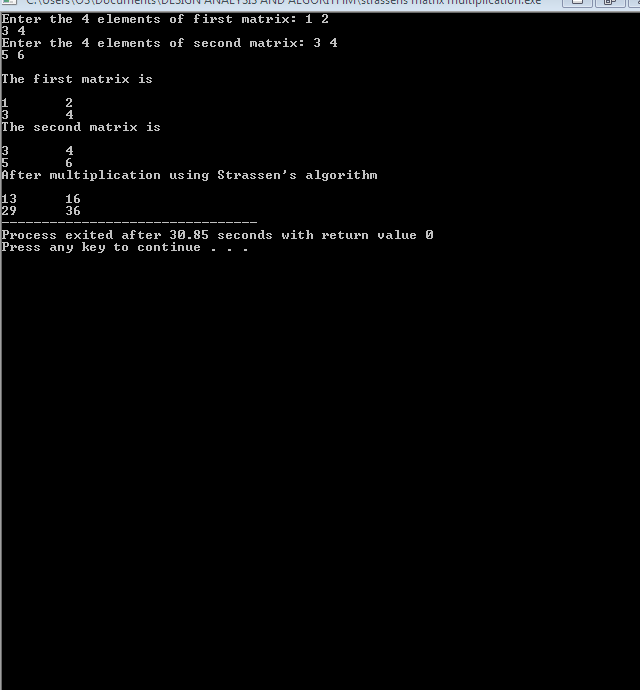 C:\Users\OS\Documents\DESIGN ANALYSIS AND ALGORITHM\strassens matrix multiplication.exe
Enter the 4 elements of first matrix: 1 2
3 4
Enter the 4 elements of second matrix: 3 4
5 6
The first matrix is
1 2
3 4
The second matrix is
3 4
5 6
After multiplication using Strassen's algorithm
13 16
29 36
--------------------------------
Process exited after 30.85 seconds with return value 0
Press any key to continue . . .